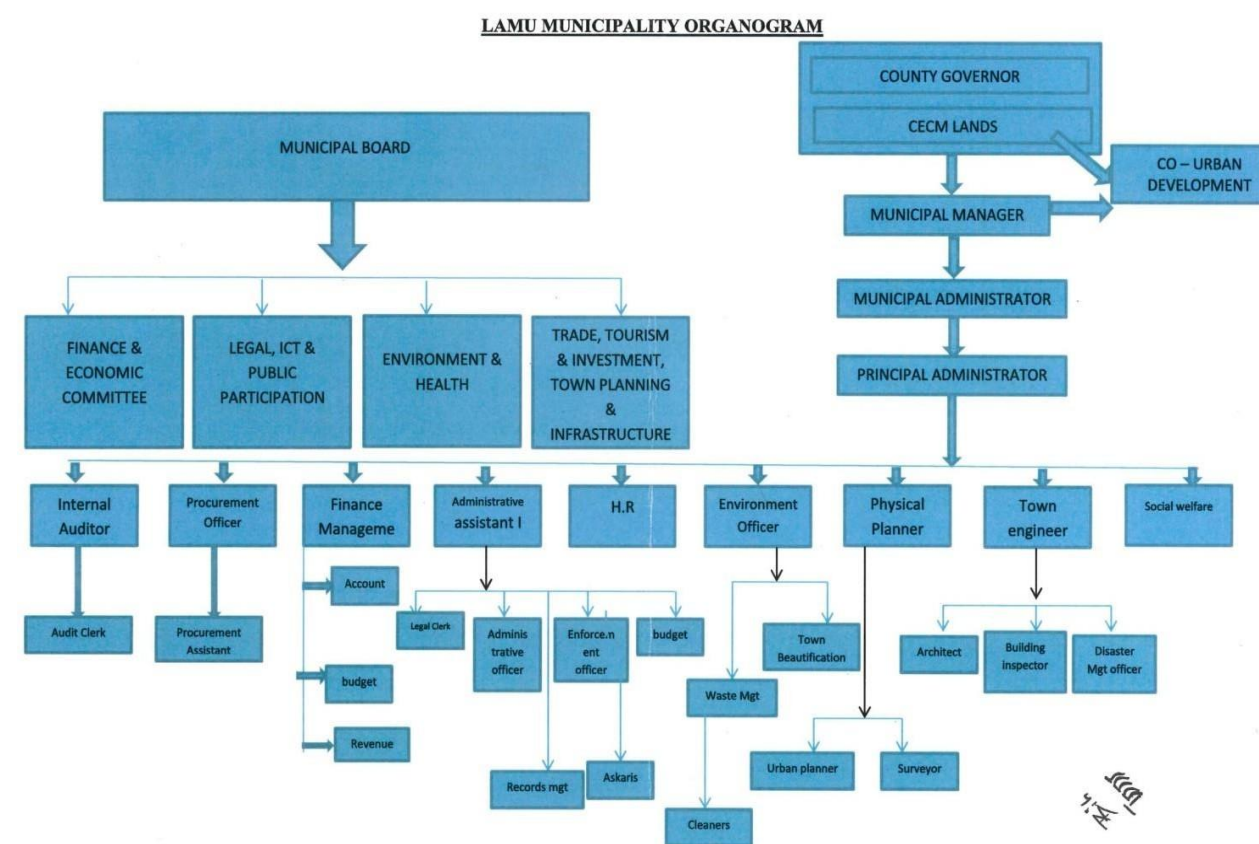 LAMU MUNICIPALITY ORGANOGRAM
COUNTY GOVERNOR
CECM LANDS
MUNICIPAL BOARD
CO – URBAN
DEVELOPMENT
MUNICIPAL MANAGER
MUNICIPAL ADMINISTRATOR
PRINCIPAL ADMINISTRATOR
FINANCE &
ECONOMIC
COMMITTEE
LEGAL, ICT &
PUBLIC
PARTICIPATION
ENVIRONMENT &
HEALTH
TRADE, TOURISM
& INVESTMENT,
TOWN PLANNING
&
INFRASTRUCTURE
Internal
Auditor
Procurement
Officer
Finance
Manageme
Administrative
assistant I
H.R
Environment
Officer
Physical
Planner
Town
engineer
Social welfare
Audit Clerk
Procurement
Assistant
Account
budget
Revenue
Legal Clerk
Adminis
trative
officer
Enforce.n
ent
officer
budget
Records mgt
Askaris
Town
Beautification
Waste Mgt
Cleaners
Urban planner
Surveyor
Architect
Building
inspector
Disaster
Mgt officer